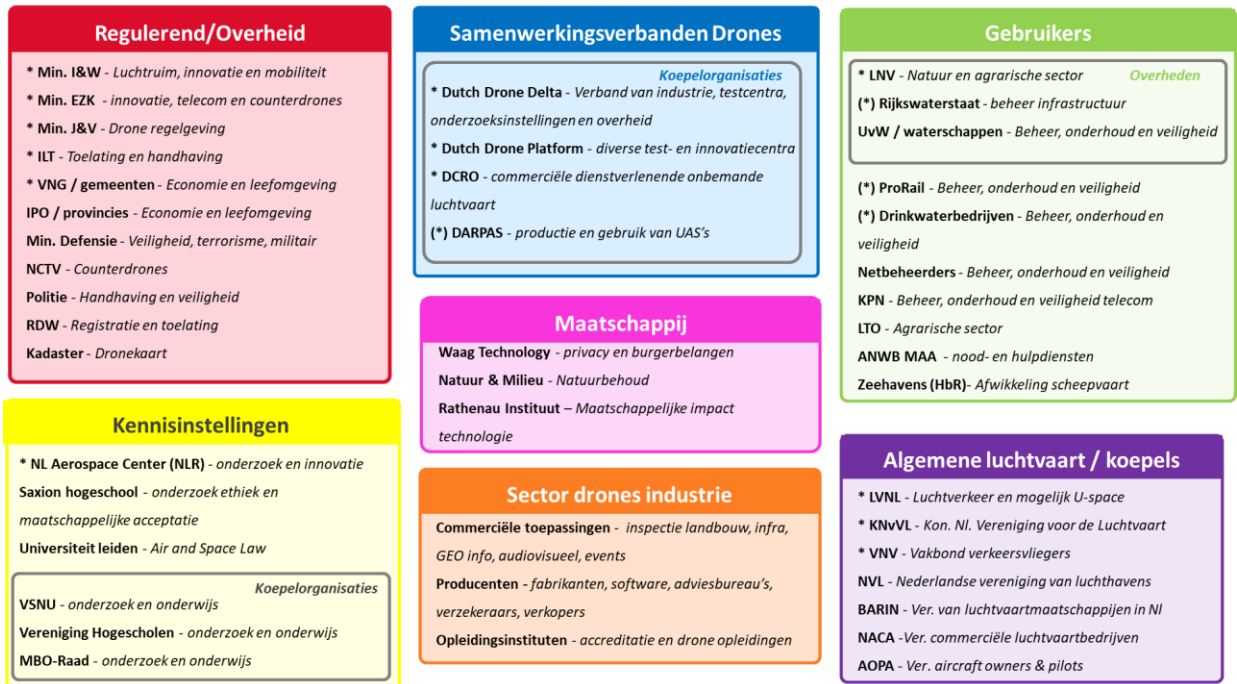 Regulerend/Overheid
* Min. I&W - Luchtruim, innovatie en mobiliteit
* Min. EZK - innovatie, telecom en counterdrones
* Min. J&V - Drone regelgeving
* ILT - Toelating en handhaving
* VNG / gemeenten - Economie en leefomgeving
IPO / provincies - Economie en leefomgeving
Min. Defensie - Veiligheid, terrorisme, militair
NCTV - Counterdrones
Politie - Handhaving en veiligheid
RDW - Registratie en toelating
Kadaster - Dronekaart
Kennisinstellingen
* NL Aerospace Center (NLR) - onderzoek en innovatie
Saxion hogeschool - onderzoek ethiek en
maatschappelijke acceptatie
Universiteit leiden - Air and Space Law
Koepelorganisaties
VSNU - onderzoek en onderwijs
Vereniging Hogescholen - onderzoek en onderwijs
MBO-Raad - onderzoek en onderwijs
Samenwerkingsverbanden Drones
Koepelorganisaties
* Dutch Drone Delta - Verband van industrie, testcentra,
onderzoeksinstellingen en overheid
* Dutch Drone Platform - diverse test- en innovatiecentra
* DCRO - commerciële dienstverlenende onbemande
luchtvaart
(*) DARPAS - productie en gebruik van UAS's
Maatschappij
Waag Technology - privacy en burgerbelangen
Natuur & Milieu - Natuurbehoud
Rathenau Instituut – Maatschappelijke impact
technologie
Sector drones industrie
Commerciële toepassingen - inspectie landbouw, infra,
GEO info, audiovisueel, events
Producenten - fabrikanten, software, adviesbureau's,
verzekeraars, verkopers
Opleidingsinstituten - accreditatie en drone opleidingen
Gebruikers
* LNV - Natuur en agrarische sector Overheden
(*) Rijkswaterstaat - beheer infrastructuur
UvW / waterschappen - Beheer, onderhoud en veiligheid
(*) ProRail - Beheer, onderhoud en veiligheid
(*) Drinkwaterbedrijven - Beheer, onderhoud en
veiligheid
Netbeheerders - Beheer, onderhoud en veiligheid
KPN - Beheer, onderhoud en veiligheid telecom
LTO - Agrarische sector
ANWB MAA - nood- en hulpdiensten
Zeehavens (HbR)- Afwikkeling scheepvaart
Algemene luchtvaart / koepels
* LVNL - Luchtverkeer en mogelijk U-space
* KNvVL - Kon. Nl. Vereniging voor de Luchtvaart
* VNV - Vakbond verkeersvliegers
NVL - Nederlandse vereniging van luchthavens
BARIN - Ver. van luchtvaartmaatschappijen in Nl
NACA -Ver. commerciële luchtvaartbedrijven
AOPA - Ver. aircraft owners & pilots